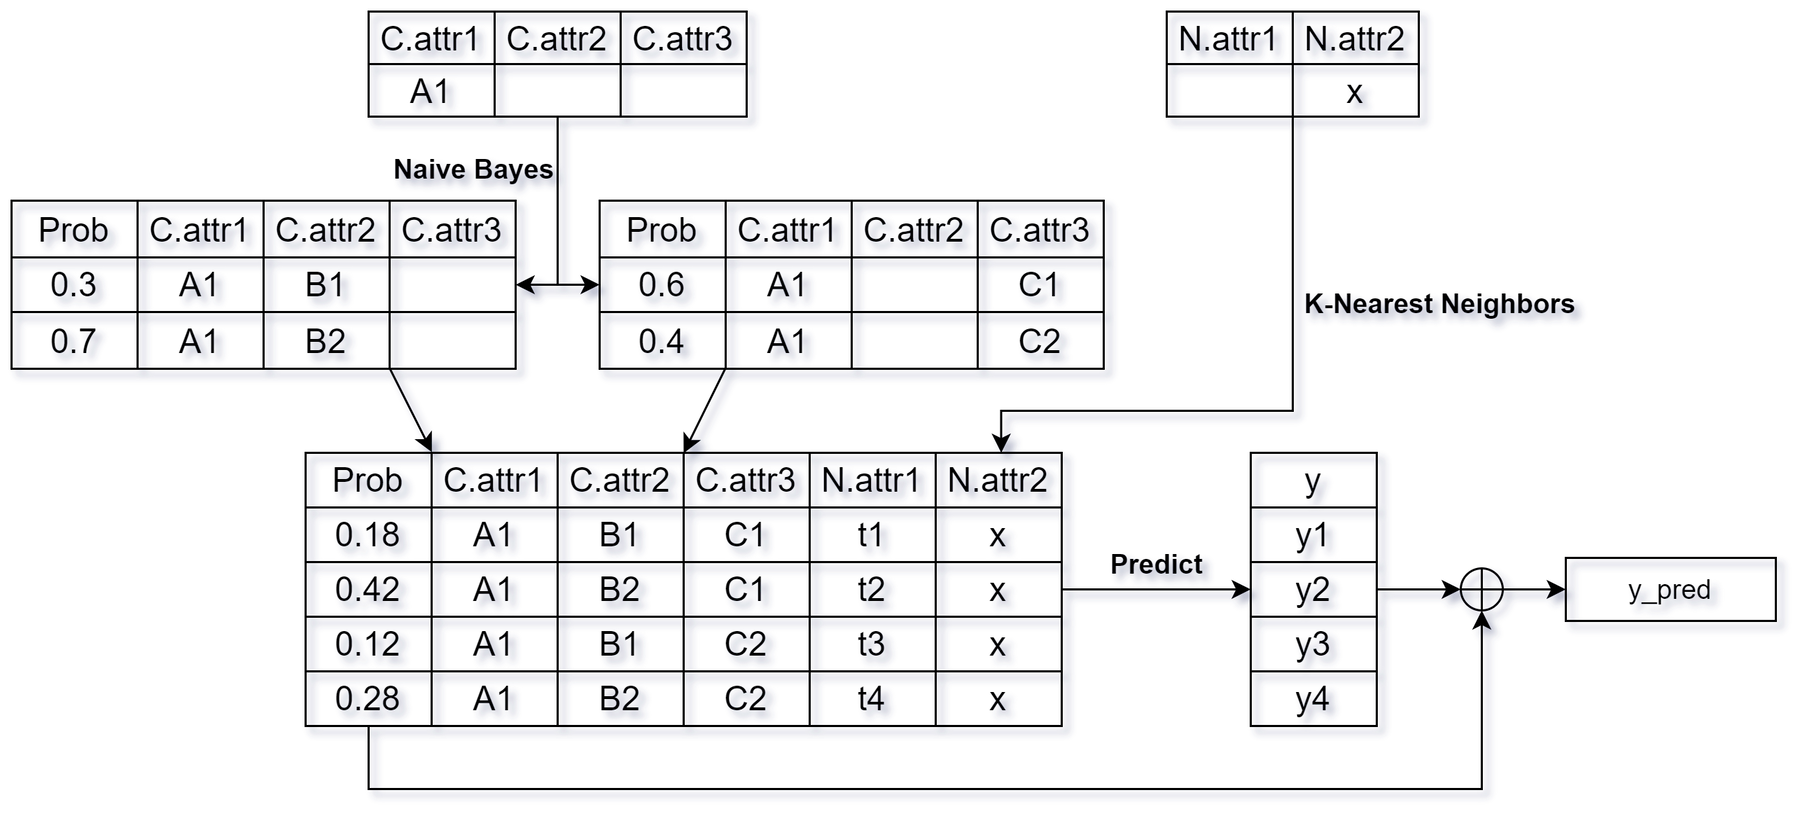 C.attr1 C.attr2 C.attr3
A1
N.attr1 N.attr2
x
Naive Bayes
Prob C.attr1 C.attr2 C.attr3
0.3 A1 B1
0.7 A1 B2
Prob C.attr1 C.attr2 C.attr3
0.6 A1 C1
0.4 A1 C2
K-Nearest Neighbors
Prob C.attr1 C.attr2 C.attr3 N.attr1 N.attr2
0.18 A1 B1 C1 t1 x
0.42 A1 B2 C1 t2 x
0.12 A1 B1 C2 t3 x
0.28 A1 B2 C2 t4 x
Predict
y
y1
y2
y3
y4
y_pred